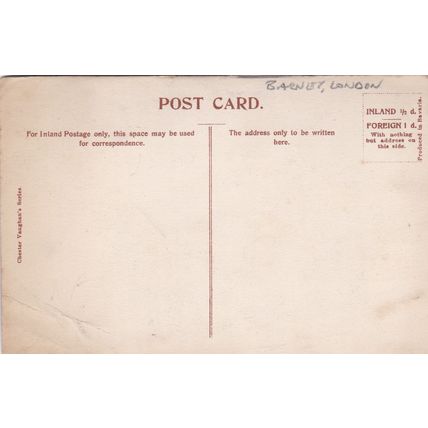 BARNET, LONDON
POST CARD.
For Inland Postage only, this space may be used
for correspondence.
The address only to be written
here.
INLAND ½ d.
FOREIGN 1 d.
With nothing
but address on
this side.
Produced in Bavaria.
Chester Vaughan's Series.